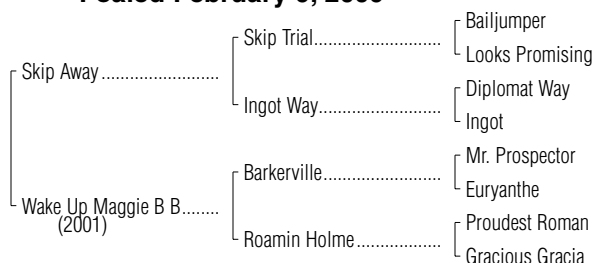 February
Bailjumper
Skip Trial
Looks Promising
Skip Away
Diplomat Way
Ingot Way
Ingot
Mr. Prospector
Barkerville
Euryanthe
Wake Up Maggie B B
(2001)
Proudest Roman
Roamin Holme
Gracious Gracia